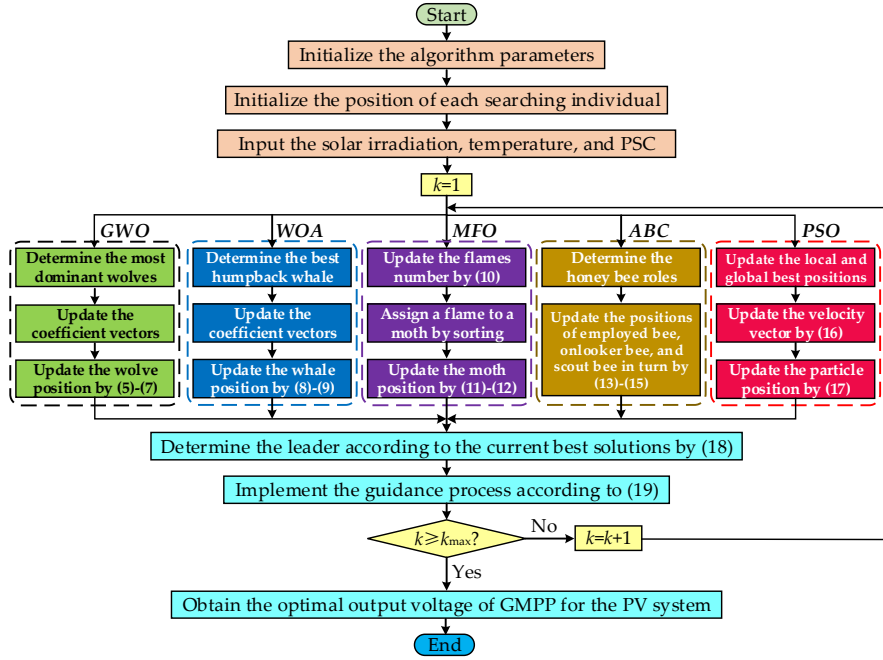 Start
Initialize the algorithm parameters
Initialize the position of each searching individual
Input the solar irradiation, temperature, and PSC
k=1
GWO
Determine the most
dominant wolves
Update the
coefficient vectors
Update the wolve
position by (5)-(7)
WOA
Determine the best
humpback whale
Update the
coefficient vectors
Update the whale
position by (8)-(9)
MFO
Update the flames
number by (10)
Assign a flame to a
moth by sorting
Update the moth
position by (11)-(12)
ABC
Determine the
honey bee roles
Update the positions
of employed bee,
onlooker bee, and
scout bee in turn by
(13)-(15)
PSO
Update the local and
global best positions
Update the velocity
vector by (16)
Update the particle
position by (17)
Determine the leader according to the current best solutions by (18)
Implement the guidance process according to (19)
k⩾kmax?
No
k=k+1
Yes
Obtain the optimal output voltage of GMPP for the PV system
End